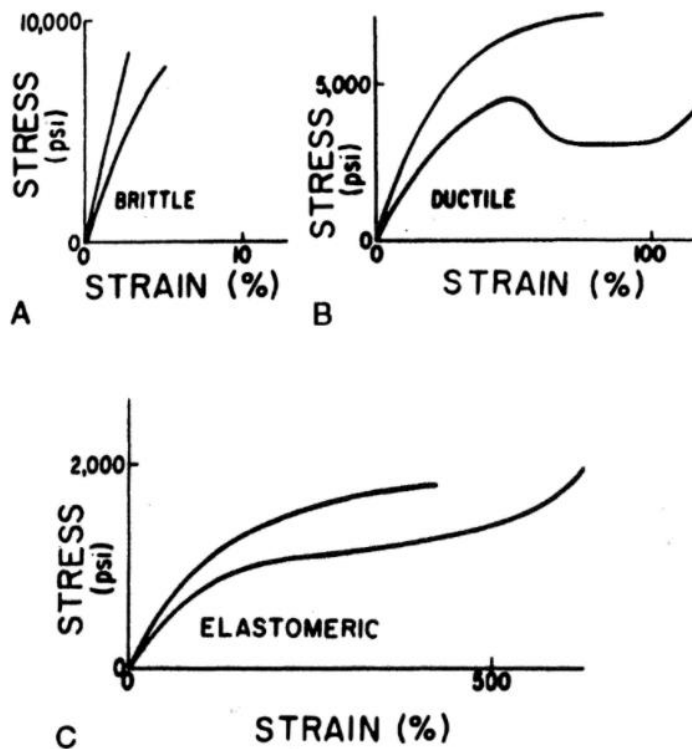 10,000
STRESS
(psi)
BRITTLE
0
0
10
STRAIN (%)
A
5,000
STRESS
(psi)
DUCTILE
0
0
100
STRAIN (%)
B
2,000
STRESS
(psi)
ELASTOMERIC
0
0
500
STRAIN (%)
C